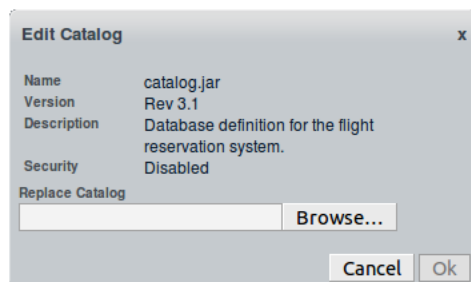 Edit Catalog x
Name catalog.jar
Version Rev 3.1
Description Database definition for the flight
reservation system.
Security Disabled
Replace Catalog
Browse...
Cancel Ok